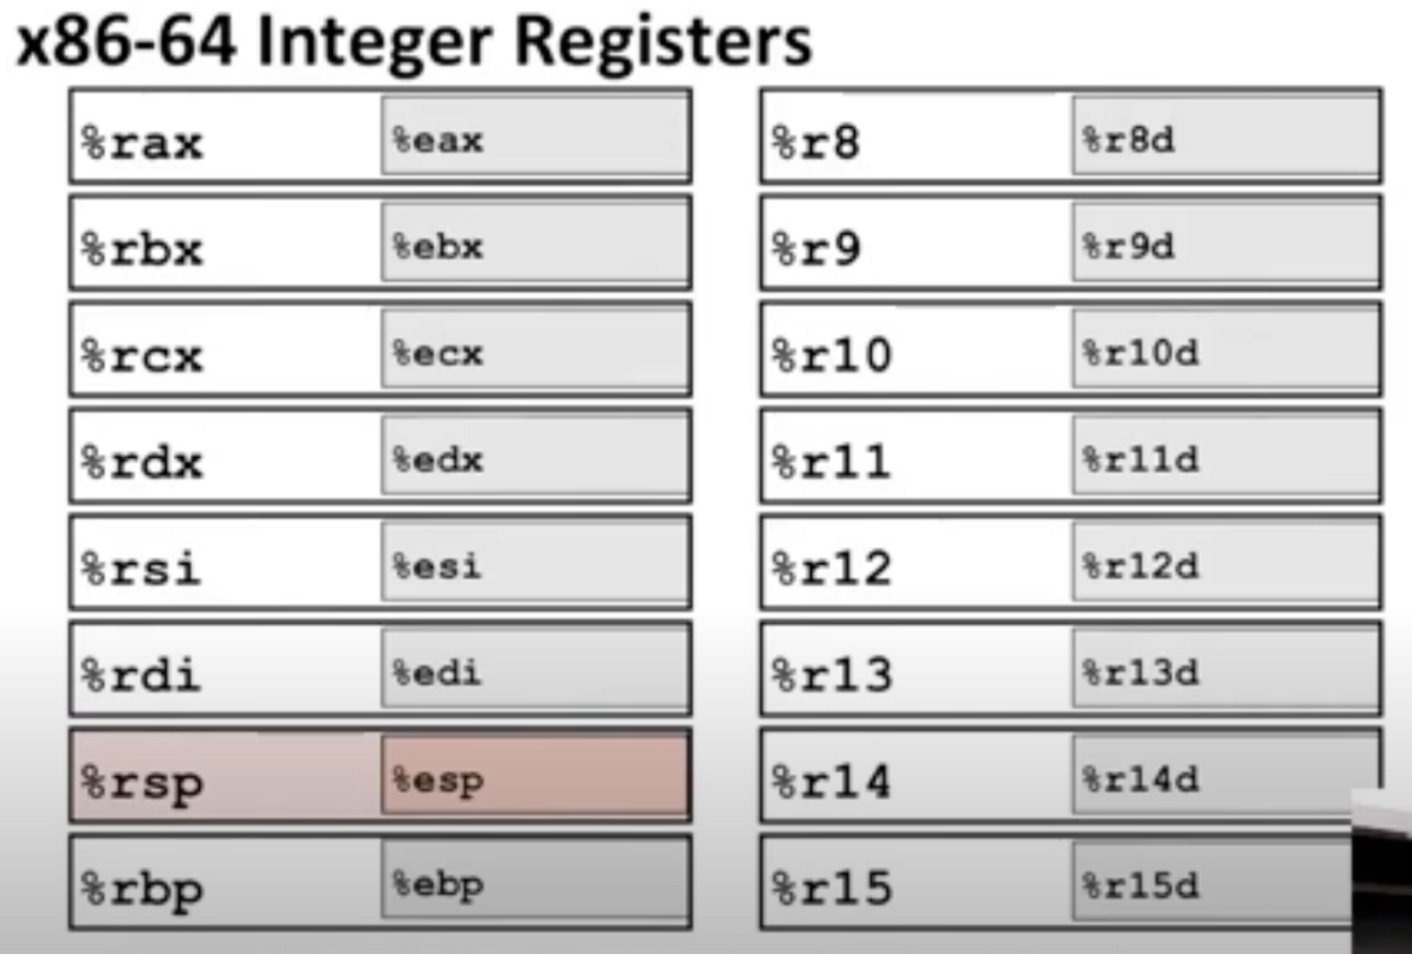 x86-64 Integer Registers
%rax %eax
%rbx %ebx
%rcx %ecx
%rdx %edx
%rsi %esi
%rdi %edi
%rsp %esp
%rbp %ebp
%r8 %r8d
%r9 %r9d
%r10 %r10d
%r11 %r11d
%r12 %r12d
%r13 %r13d
%r14 %r14d
%r15 %r15d